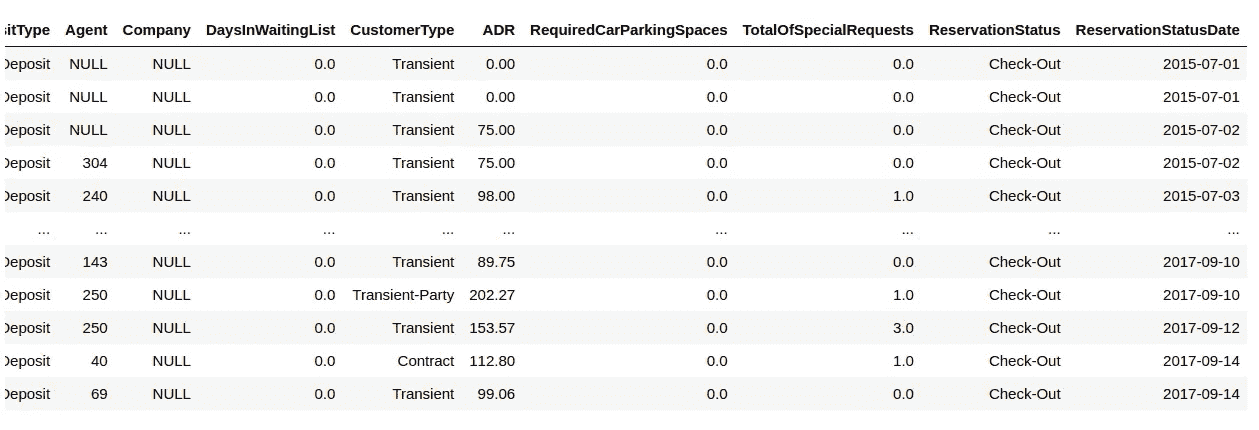 sitType Agent Company DaysInWaitingList CustomerType ADR RequiredCarParkingSpaces TotalOfSpecialRequests ReservationStatus ReservationStatusDate
Deposit NULL NULL 0.0 Transient 0.00 0.0 0.0 Check-Out 2015-07-01
Deposit NULL NULL 0.0 Transient 0.00 0.0 0.0 Check-Out 2015-07-01
Deposit NULL NULL 0.0 Transient 75.00 0.0 0.0 Check-Out 2015-07-02
Deposit 304 NULL 0.0 Transient 75.00 0.0 0.0 Check-Out 2015-07-02
Deposit 240 NULL 0.0 Transient 98.00 0.0 1.0 Check-Out 2015-07-03
... ... ... ... ... ... ... ... ... ...
Deposit 143 NULL 0.0 Transient 89.75 0.0 0.0 Check-Out 2017-09-10
Deposit 250 NULL 0.0 Transient-Party 202.27 0.0 1.0 Check-Out 2017-09-10
Deposit 250 NULL 0.0 Transient 153.57 0.0 3.0 Check-Out 2017-09-12
Deposit 40 NULL 0.0 Contract 112.80 0.0 1.0 Check-Out 2017-09-14
Deposit 69 NULL 0.0 Transient 99.06 0.0 0.0 Check-Out 2017-09-14